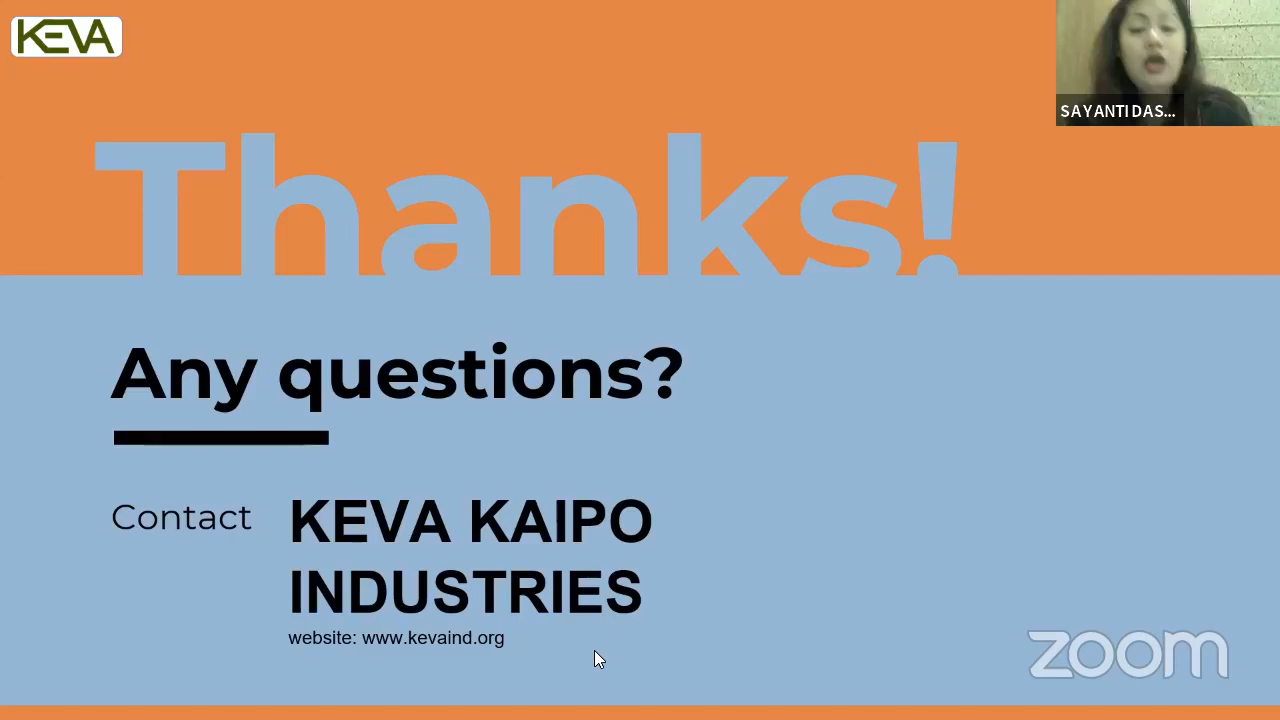 KEVA
SAYANTI DAS...
Thanks!
Any questions?
Contact
KEVA KAIPO
INDUSTRIES
website: www.kevaind.org
zoom